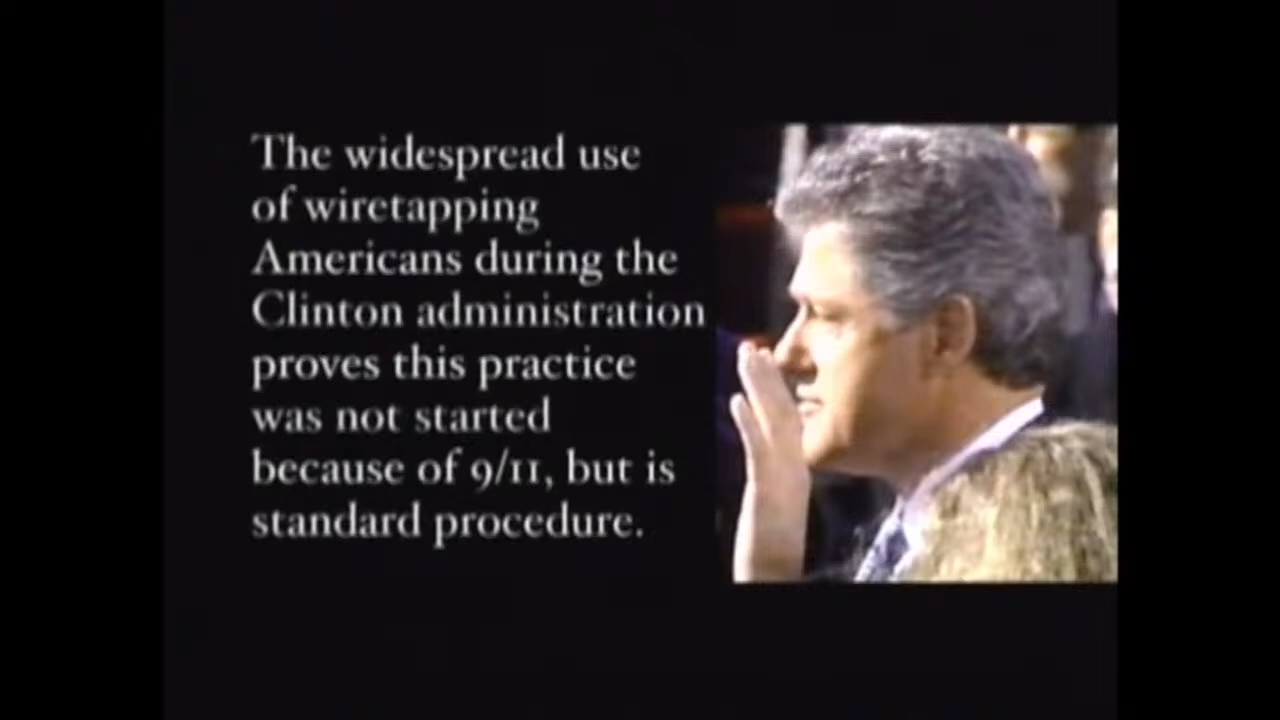 The widespread use
of wiretapping
Americans during the
Clinton administration
proves this practice
was not started
because of 9/11, but is
standard procedure.